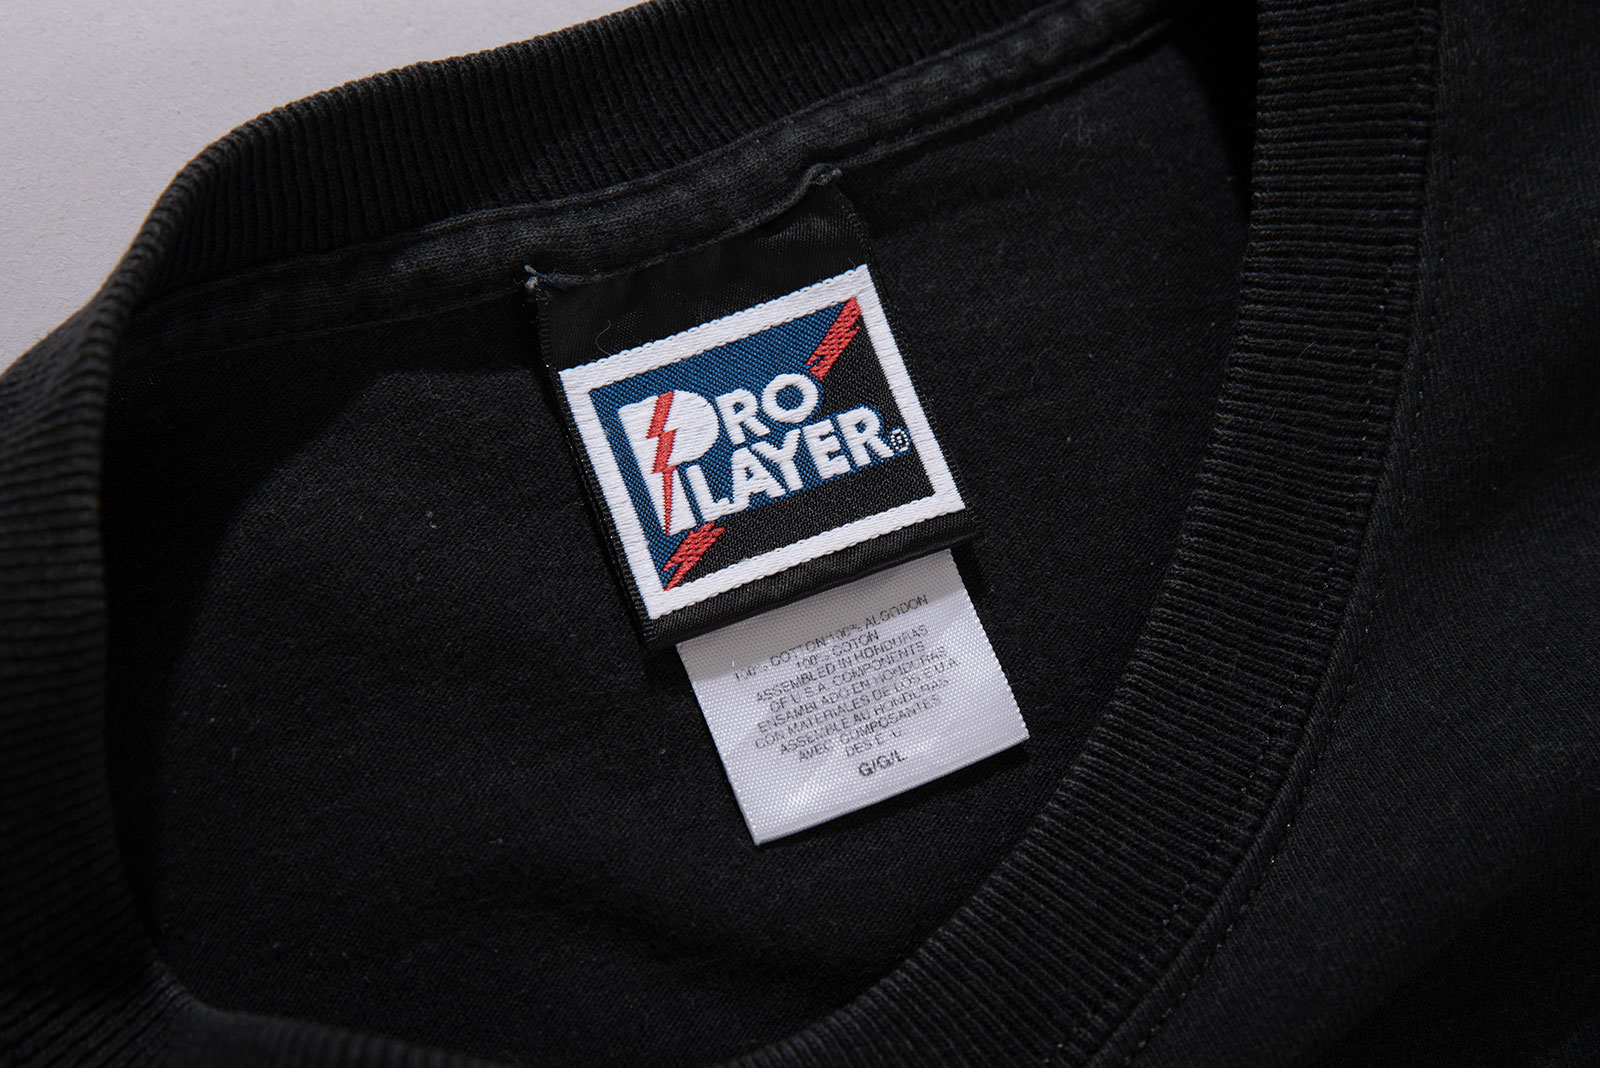 PRO
PLAYER®
100% COTTON 100% ALGODON
100% COTON
ASSEMBLED IN HONDURAS
OF U.S.A. COMPONENTS
ENSAMBLADO EN HONDURAS
CON MATERIALES DE LOS E.U.A.
ASSEMBLE AU HONDURAS
AVEC COMPOSANTES
DES E. U.
G/G/L